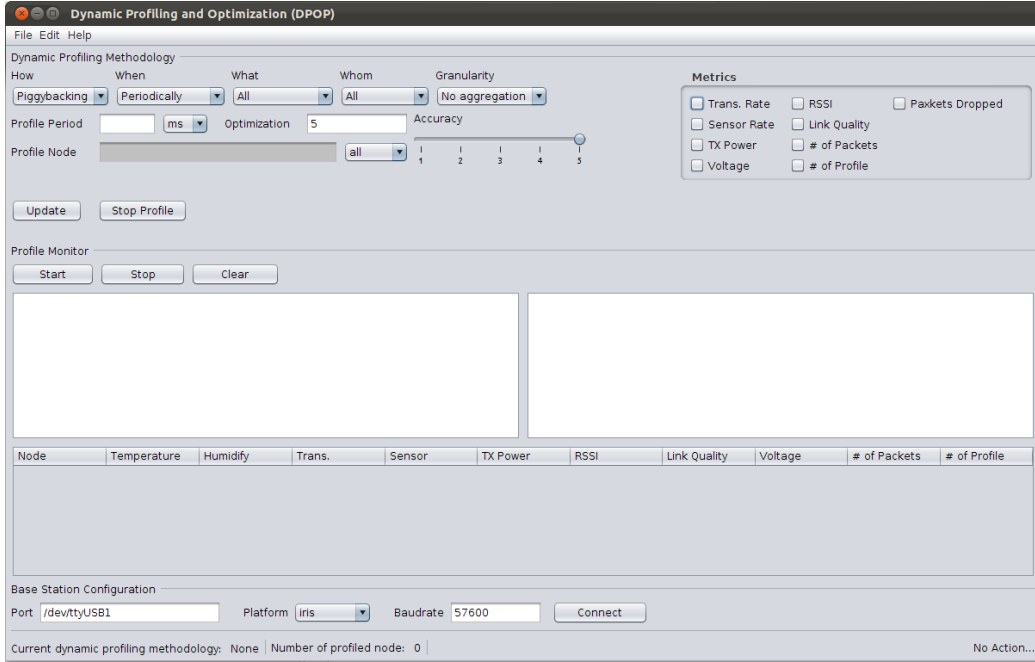 Dynamic Profiling and Optimization (DPOP)
File Edit Help
Dynamic Profiling Methodology
How When What Whom Granularity
Piggybacking Periodically All All No aggregation
Profile Period ms Optimization 5 Accuracy
Profile Node all 1 2 3 4 5
Metrics
Trans. Rate RSSI Paxkets Dropped
Sensor Rate Link Quality
TX Power # of Packets
Voltage # of Profile
Update Stop Profile
Profile Monitor
Start Stop Clear
Node Temperature Humidify Trans. Sensor TX Power RSSI Link Quality Voltage # of Packets # of Profile
Base Station Configuration
Port /dev/ttyUSB1 Platform iris Baudrate 57600 Connect
Current dynamic profiling methodology: None Number of profiled node: 0 No Action...